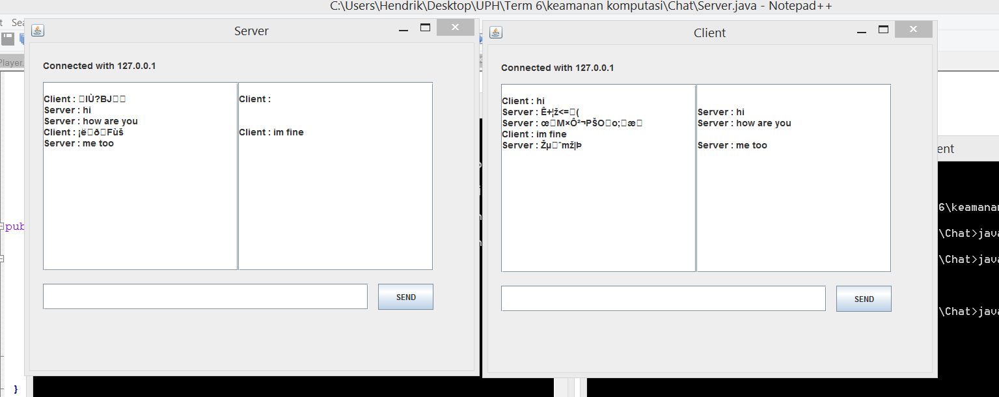 C:\Users\Hendrik\Desktop\UPH\Term 6\keamanan komputasi\Chat\Server.java - Notepad++
t Sea
Player.
pub
}
Server
Connected with 127.0.0.1
Client : □IÙ?BJ□□
Server : hi
Server : how are you
Client : ¡ë□ð□Fùš
Server : me too
Client :
Client : im fine
SEND
Client
Connected with 127.0.0.1
Client : hi
Server : Ê+¦ž<=□(
Server : œ□M×Ô²¬PŠO□o;□æ□
Client : im fine
Server : Žµ□ˆmž|Þ
Server : hi
Server : how are you
Server : me too
SEND
ent
6\keamanan
\Chat>java
\Chat>java
\Chat>java